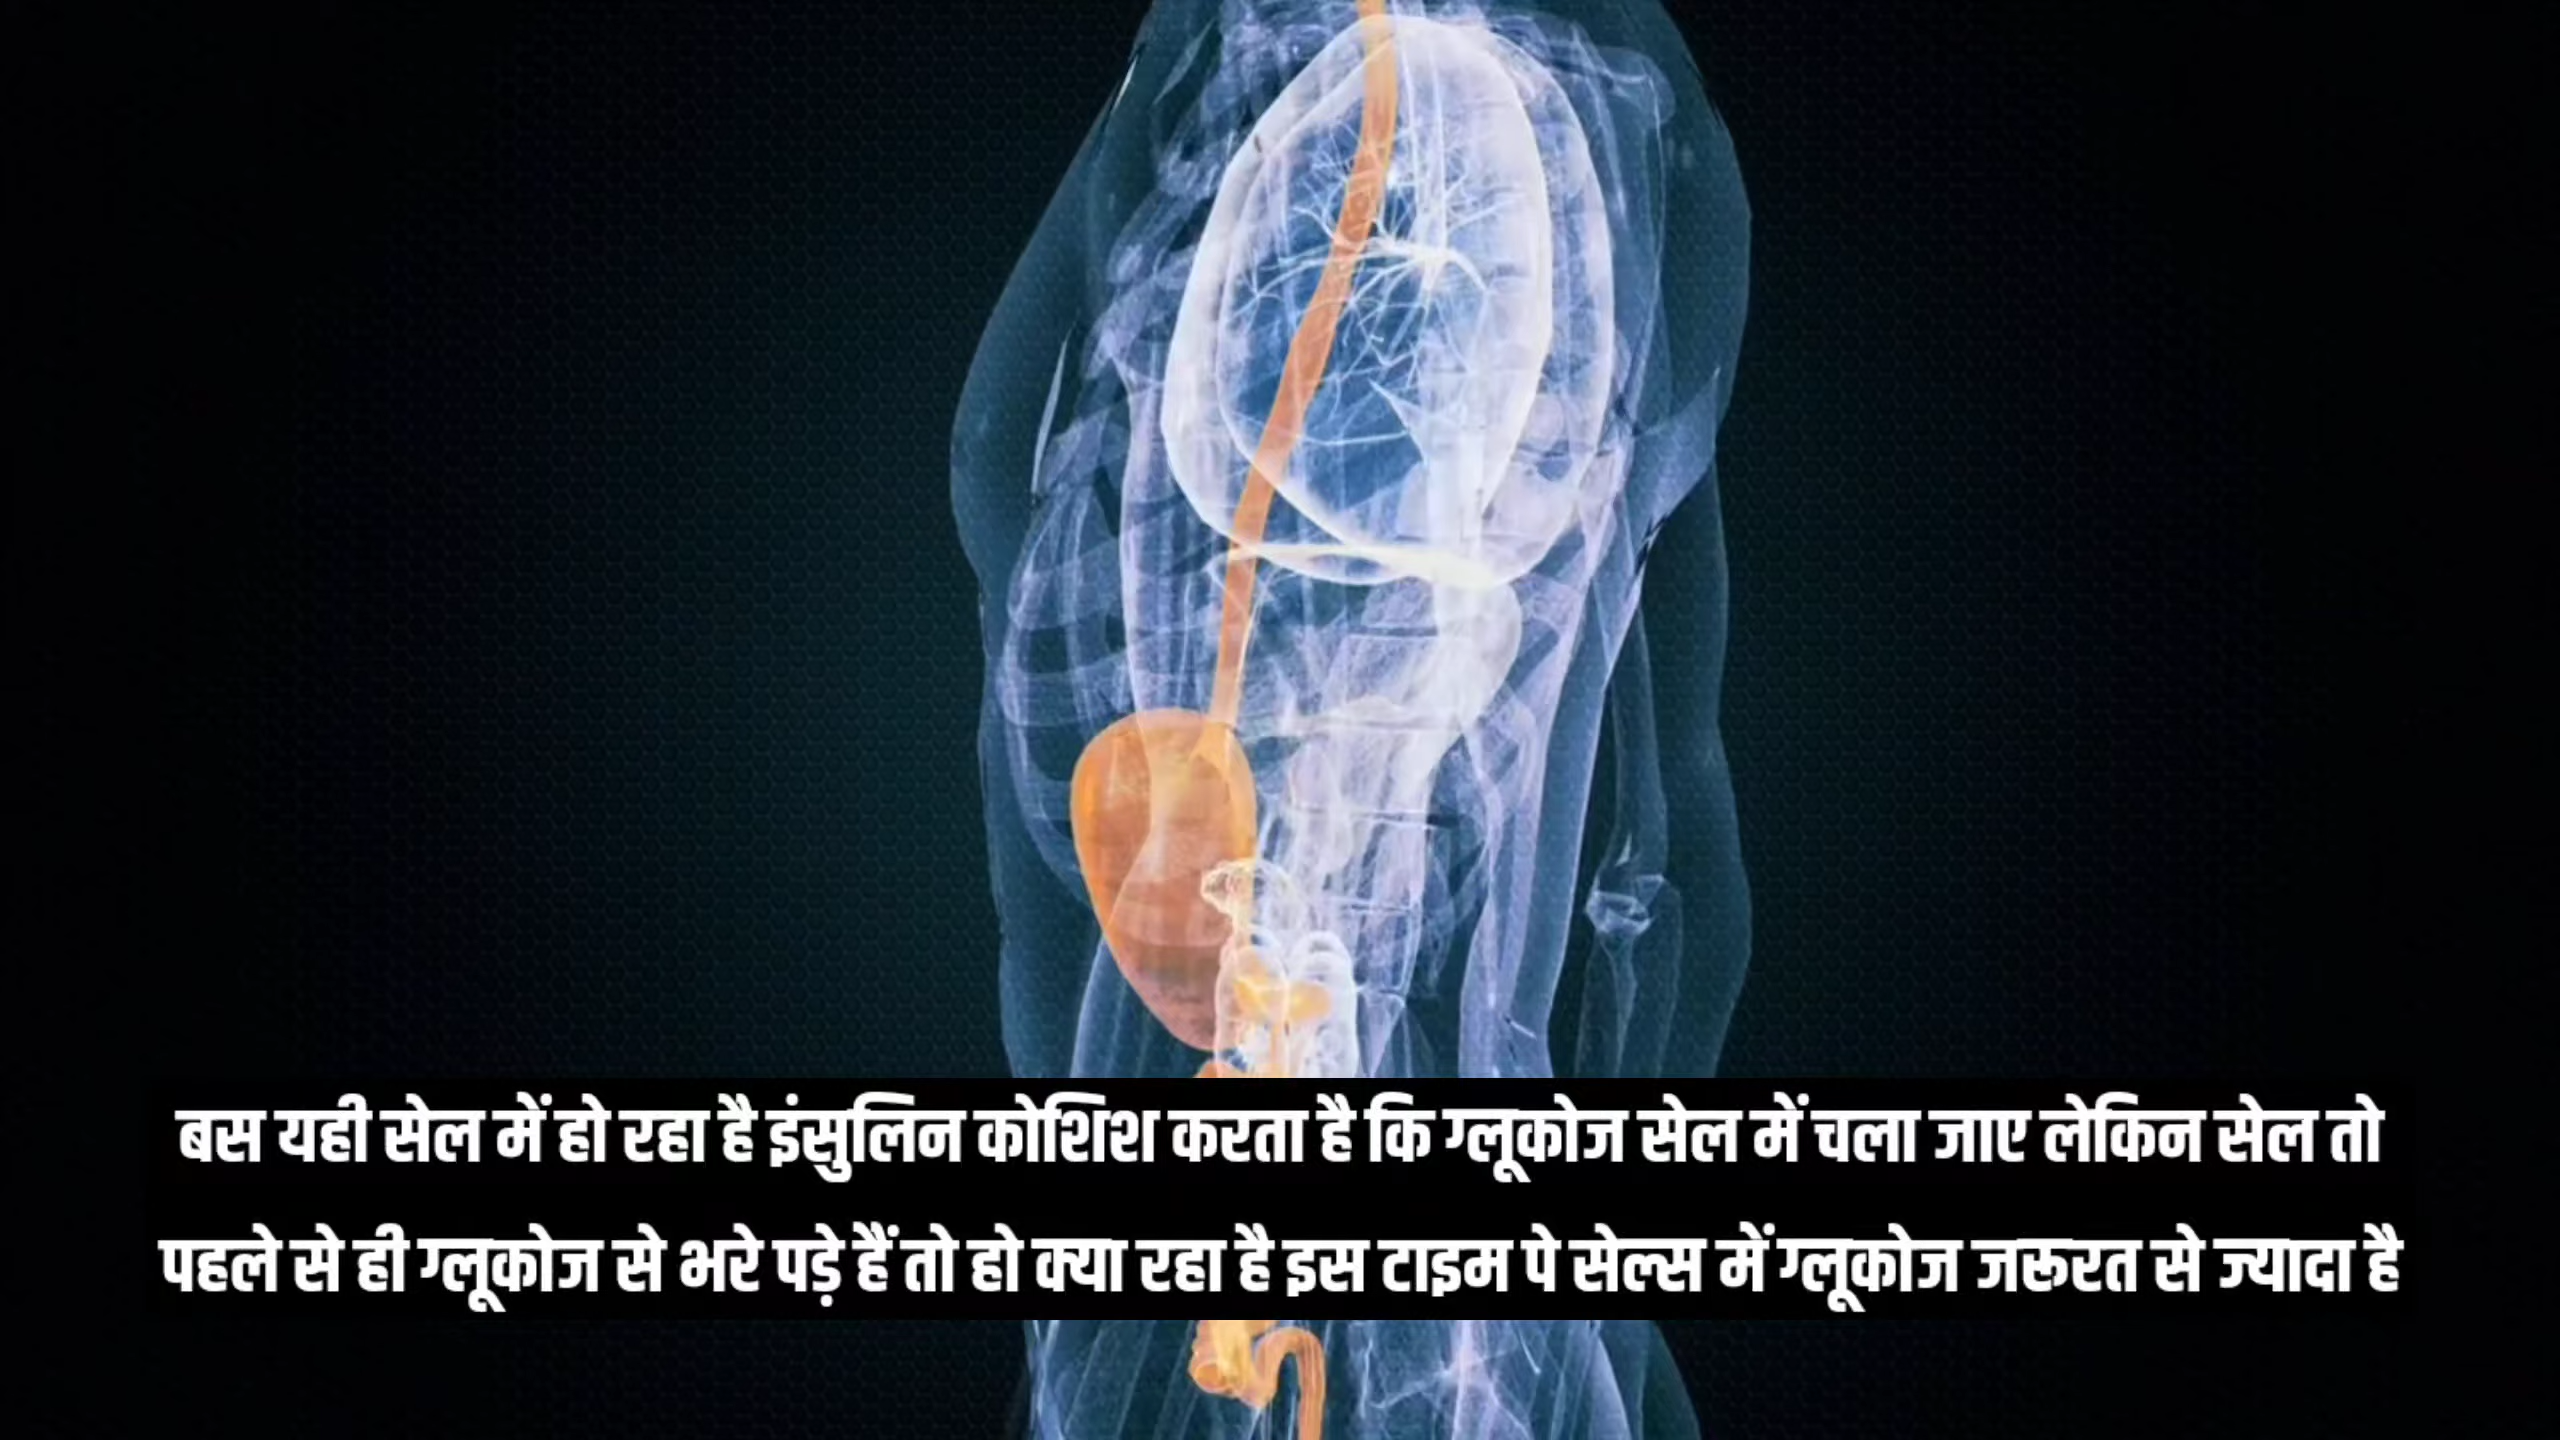 बस यही सेल में हो रहा है इंसुलिन कोशिश करता है कि ग्लूकोज सेल में चला जाए लेकिन सेल तो
पहले से ही ग्लूकोज से भरे पड़े हैं तो हो क्या रहा है इस टाइम पे सेल्स में ग्लूकोज जरूरत से ज्यादा है